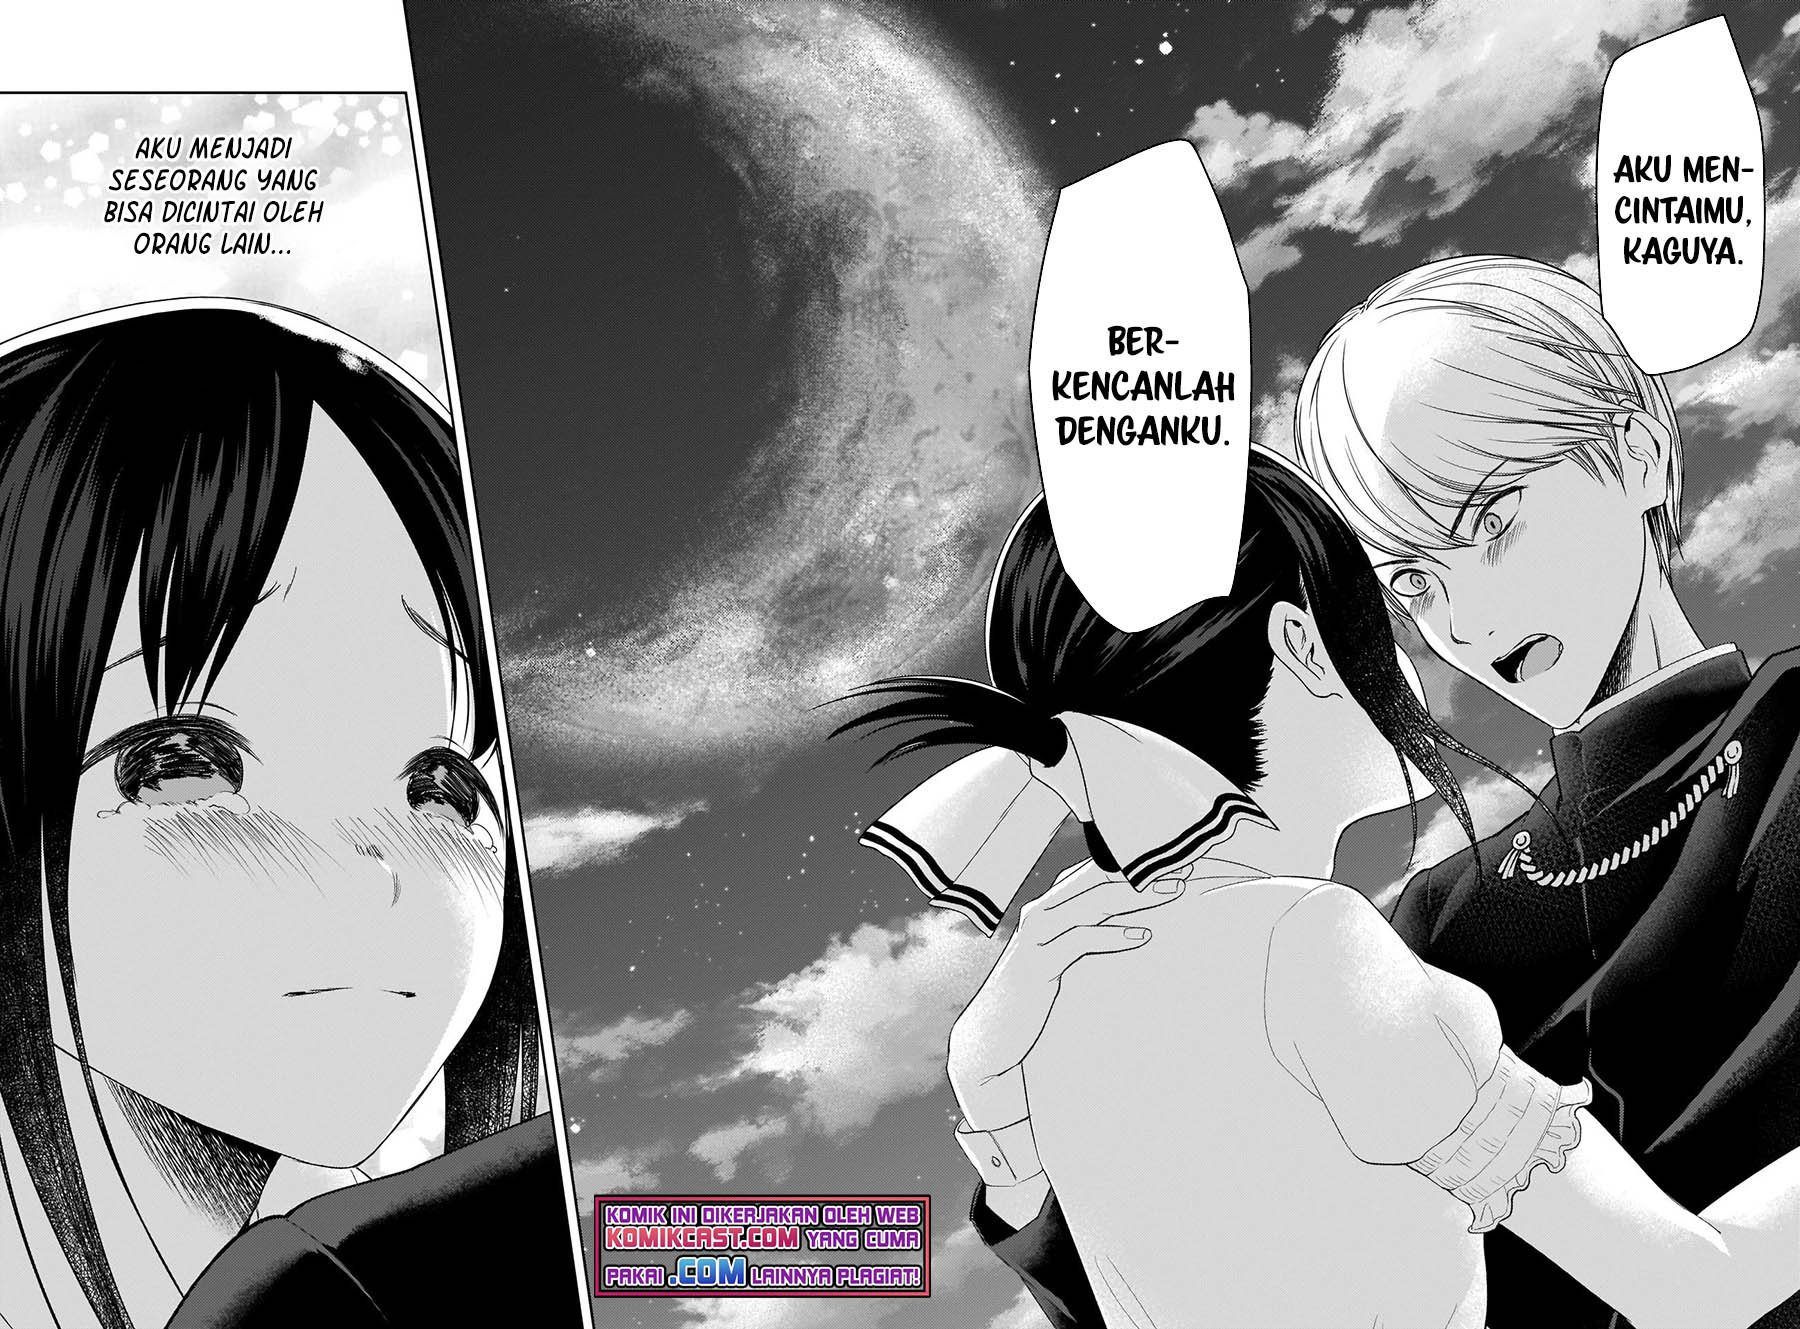 AKU MEN-
CINTAIMU,
KAGUYA.
BER-
KENCANLAH
DENGANKU.
AKU MENJADI
SESEORANG YANG
BISA DICINTAI OLEH
ORANG LAIN...
KOMIK INI DIKERJAKAN OLEH WEB
KOMIKCAST.COM YANG CUMA
PAKAI .COM LAINNYA PLAGIAT!